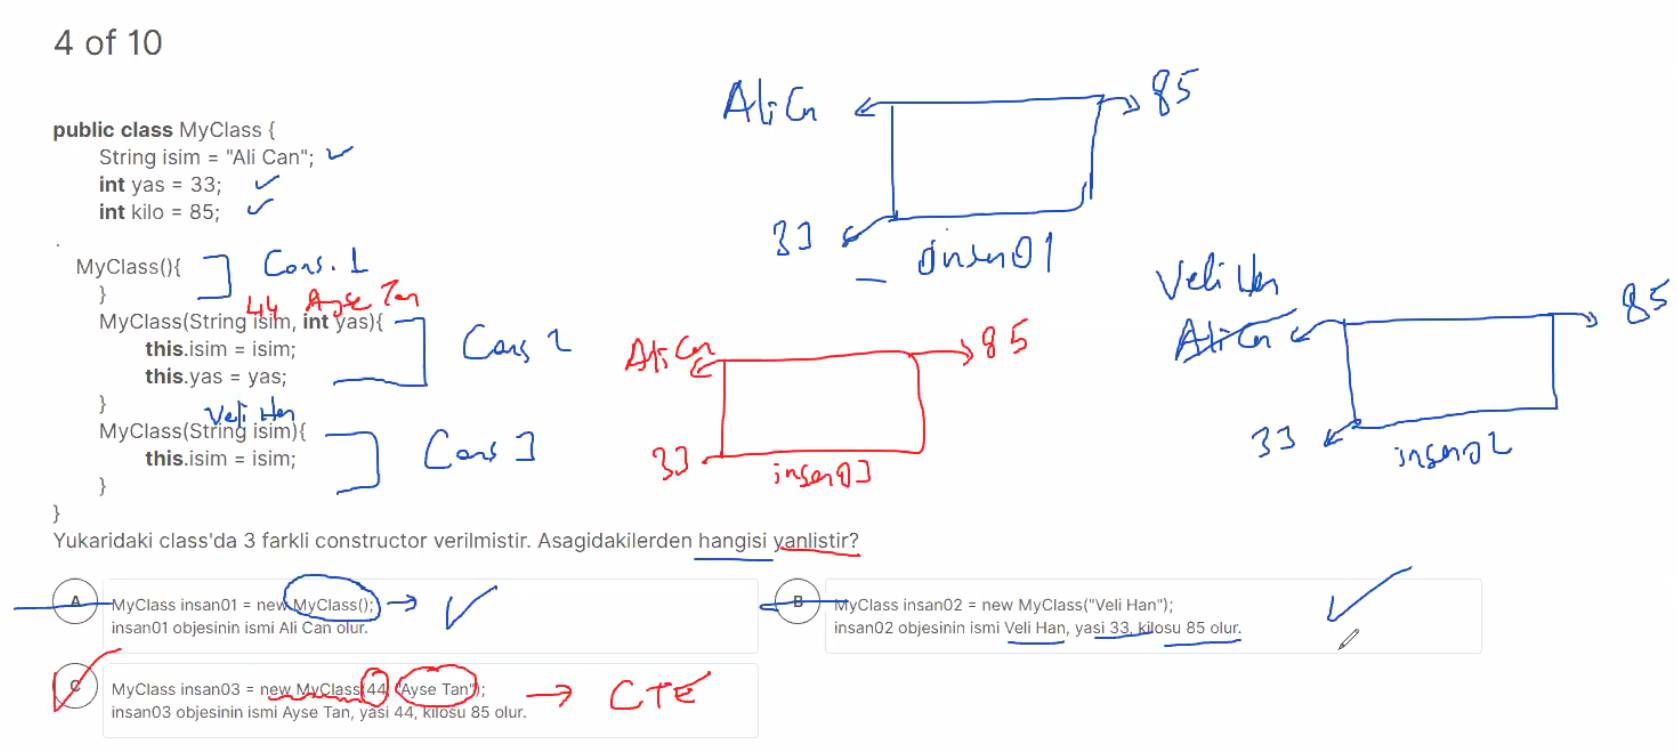 4 of 10
Ali Cn
85
public class MyClass {
String isim = "Ali Can";
int yas = 33;
int kilo = 85;
33
insan01
MyClass(){
Cons. 1
}
44 Ayse Tan
MyClass(String isim, int yas){
Cons 2
this.isim = isim;
this.yas = yas;
}
Veli Han
MyClass(String isim){
Cons 3
this.isim = isim;
}
}
Ali Cn
85
33
insan03
Veli Han
Ali Cn
85
33
insan02
Yukaridaki class'da 3 farkli constructor verilmistir. Asagidakilerden hangisi yanlistir?
A
MyClass insan01 = new MyClass();
insan01 objesinin ismi Ali Can olur.
B
MyClass insan02 = new MyClass("Veli Han");
insan02 objesinin ismi Veli Han, yasi 33, kilosu 85 olur.
C
MyClass insan03 = new MyClass(44, "Ayse Tan");
insan03 objesinin ismi Ayse Tan, yasi 44, kilosu 85 olur.
CTE